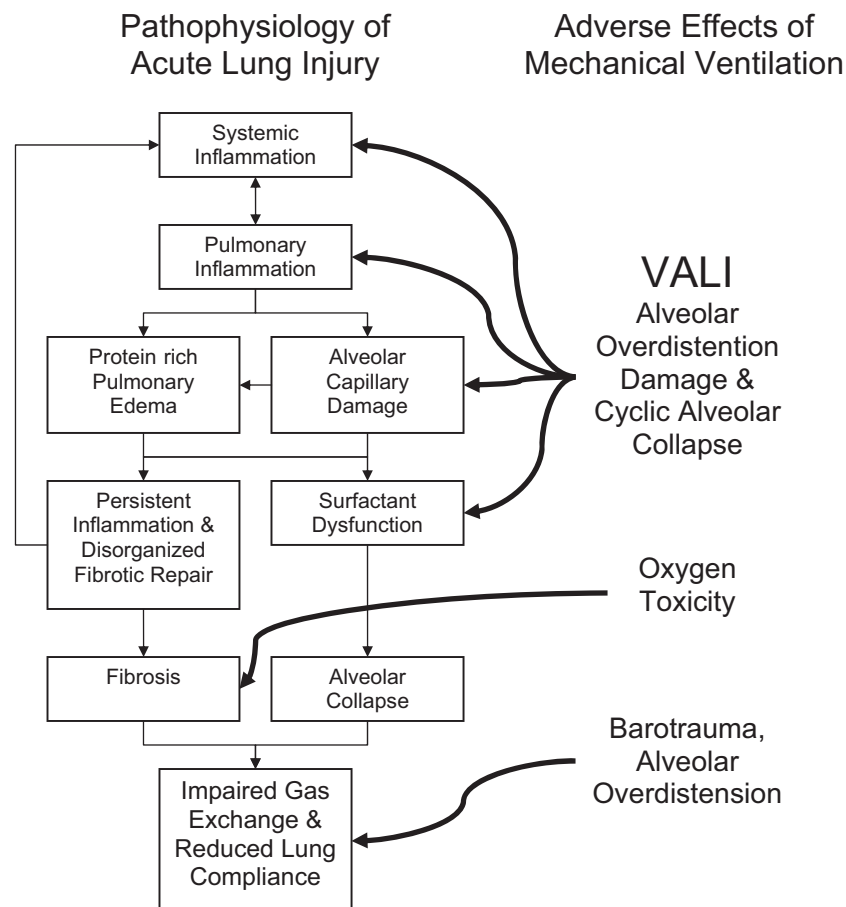 Pathophysiology of
Acute Lung Injury
Adverse Effects of
Mechanical Ventilation
Systemic
Inflammation
Pulmonary
Inflammation
Protein rich
Pulmonary
Edema
Alveolar
Capillary
Damage
Persistent
Inflammation &
Disorganized
Fibrotic Repair
Surfactant
Dysfunction
Fibrosis
Alveolar
Collapse
Impaired Gas
Exchange &
Reduced Lung
Compliance
VALI
Alveolar
Overdistention
Damage &
Cyclic Alveolar
Collapse
Oxygen
Toxicity
Barotrauma,
Alveolar
Overdistension